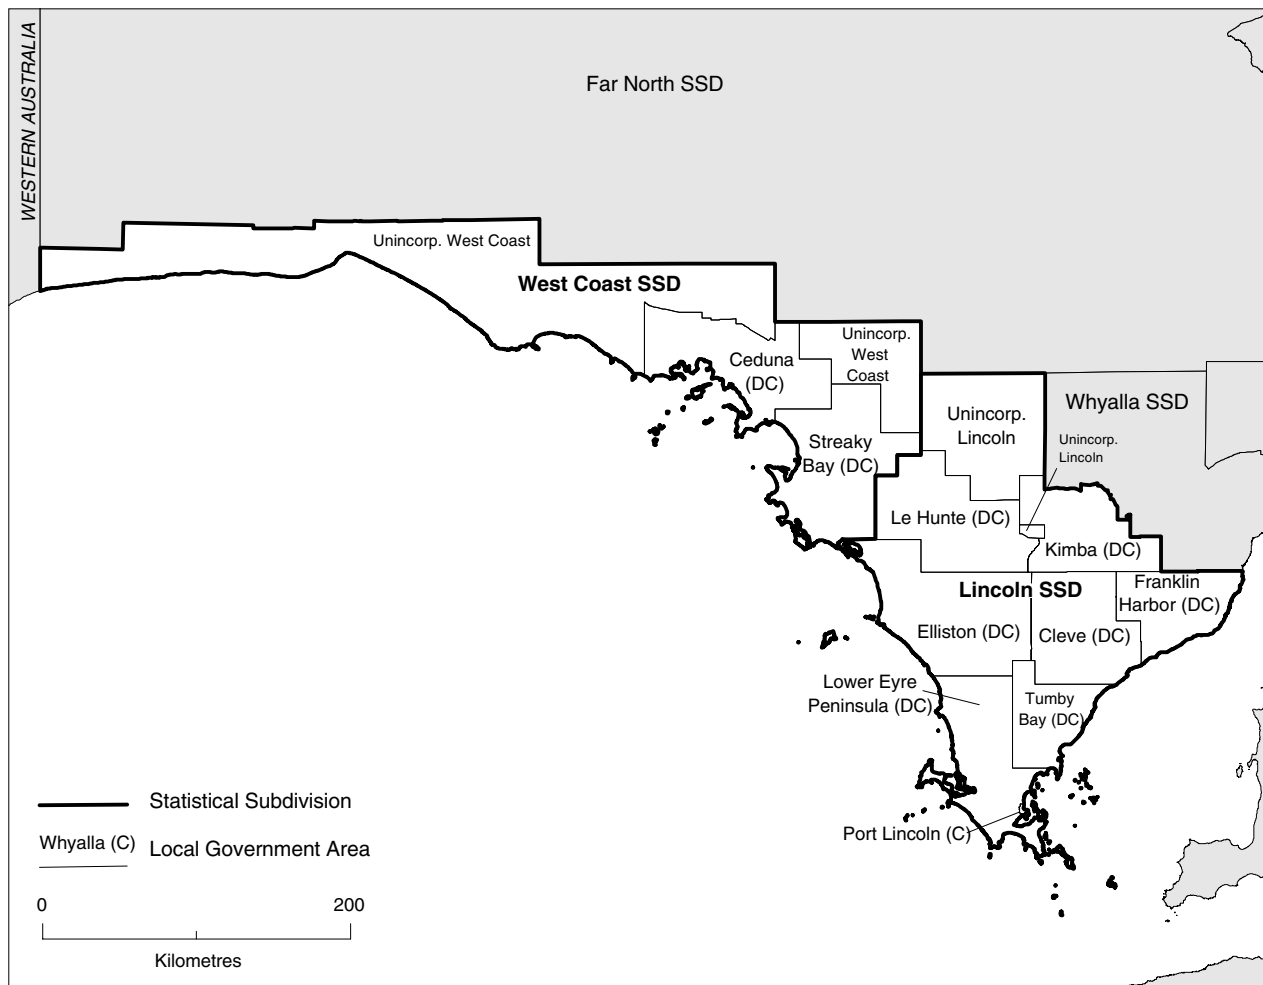 WESTERN AUSTRALIA
Far North SSD
Unincorp. West Coast
West Coast SSD
Unincorp.
West
Coast
Ceduna
(DC)
Whyalla SSD
Unincorp.
Lincoln
Unincorp.
Lincoln
Streaky
Bay (DC)
Le Hunte (DC)
Kimba (DC)
Lincoln SSD
Franklin
Harbor (DC)
Elliston (DC)
Cleve (DC)
Lower Eyre
Peninsula (DC)
Tumby
Bay (DC)
Port Lincoln (C)
Statistical Subdivision
Whyalla (C)
Local Government Area
0 200
Kilometres